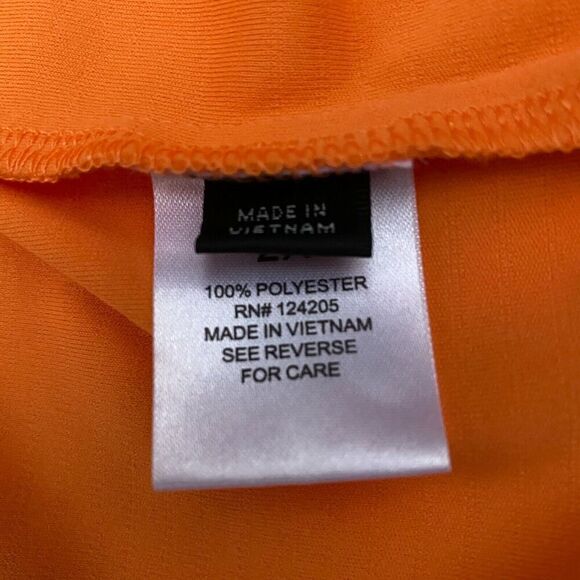 MADE IN
VIETNAM
100% POLYESTER
RN# 124205
MADE IN VIETNAM
SEE REVERSE
FOR CARE